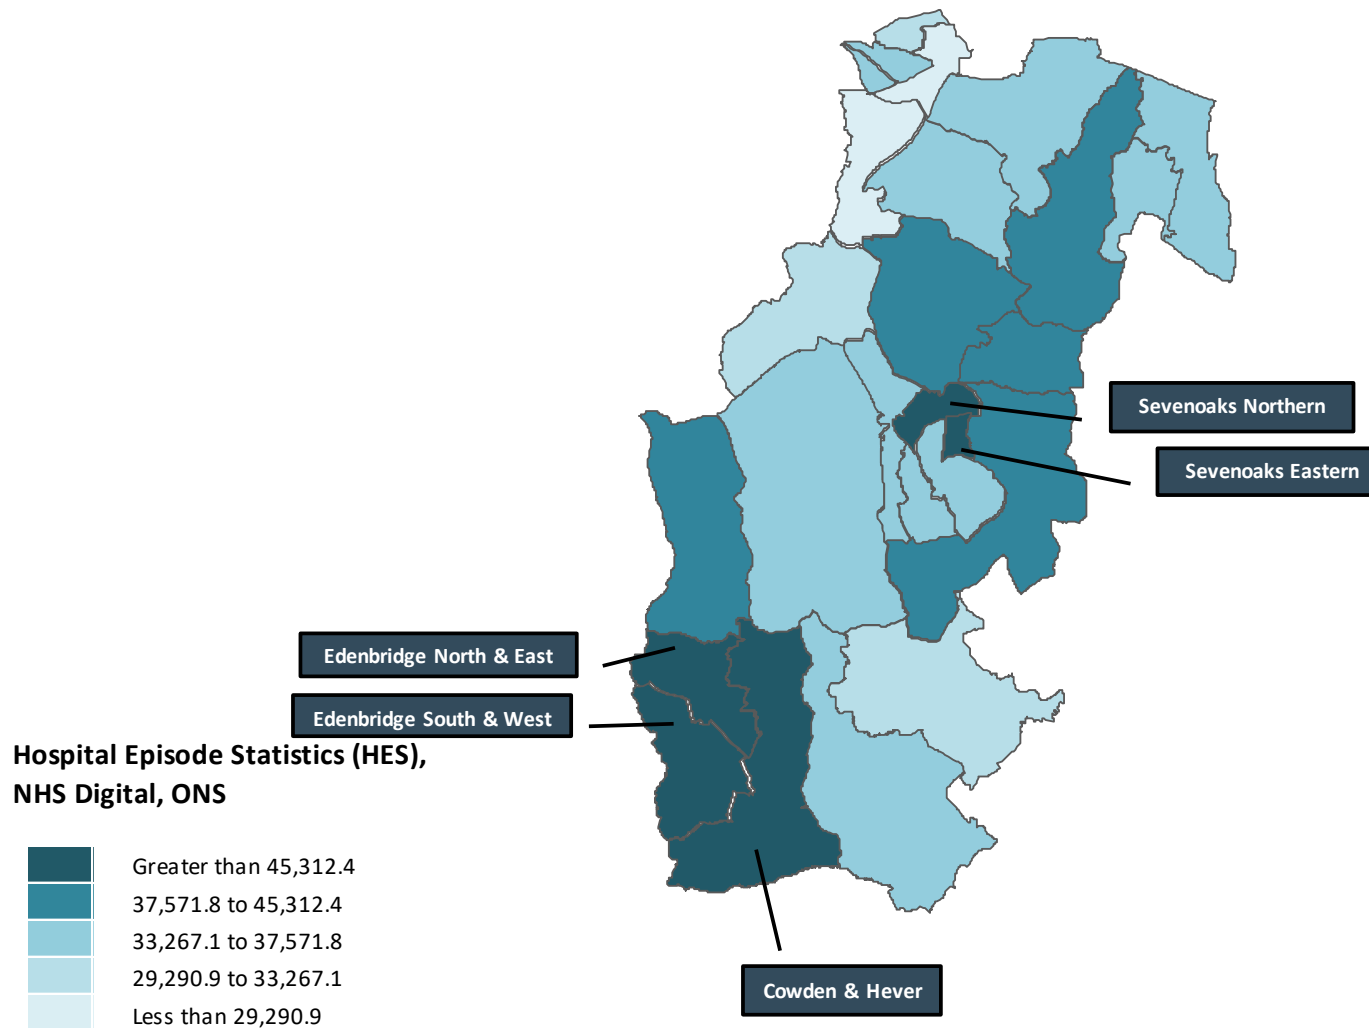 Sevenoaks Northern
Sevenoaks Eastern
Edenbridge North & East
Edenbridge South & West
Hospital Episode Statistics (HES),
NHS Digital, ONS
Greater than 45,312.4
37,571.8 to 45,312.4
33,267.1 to 37,571.8
29,290.9 to 33,267.1
Less than 29,290.9
Cowden & Hever